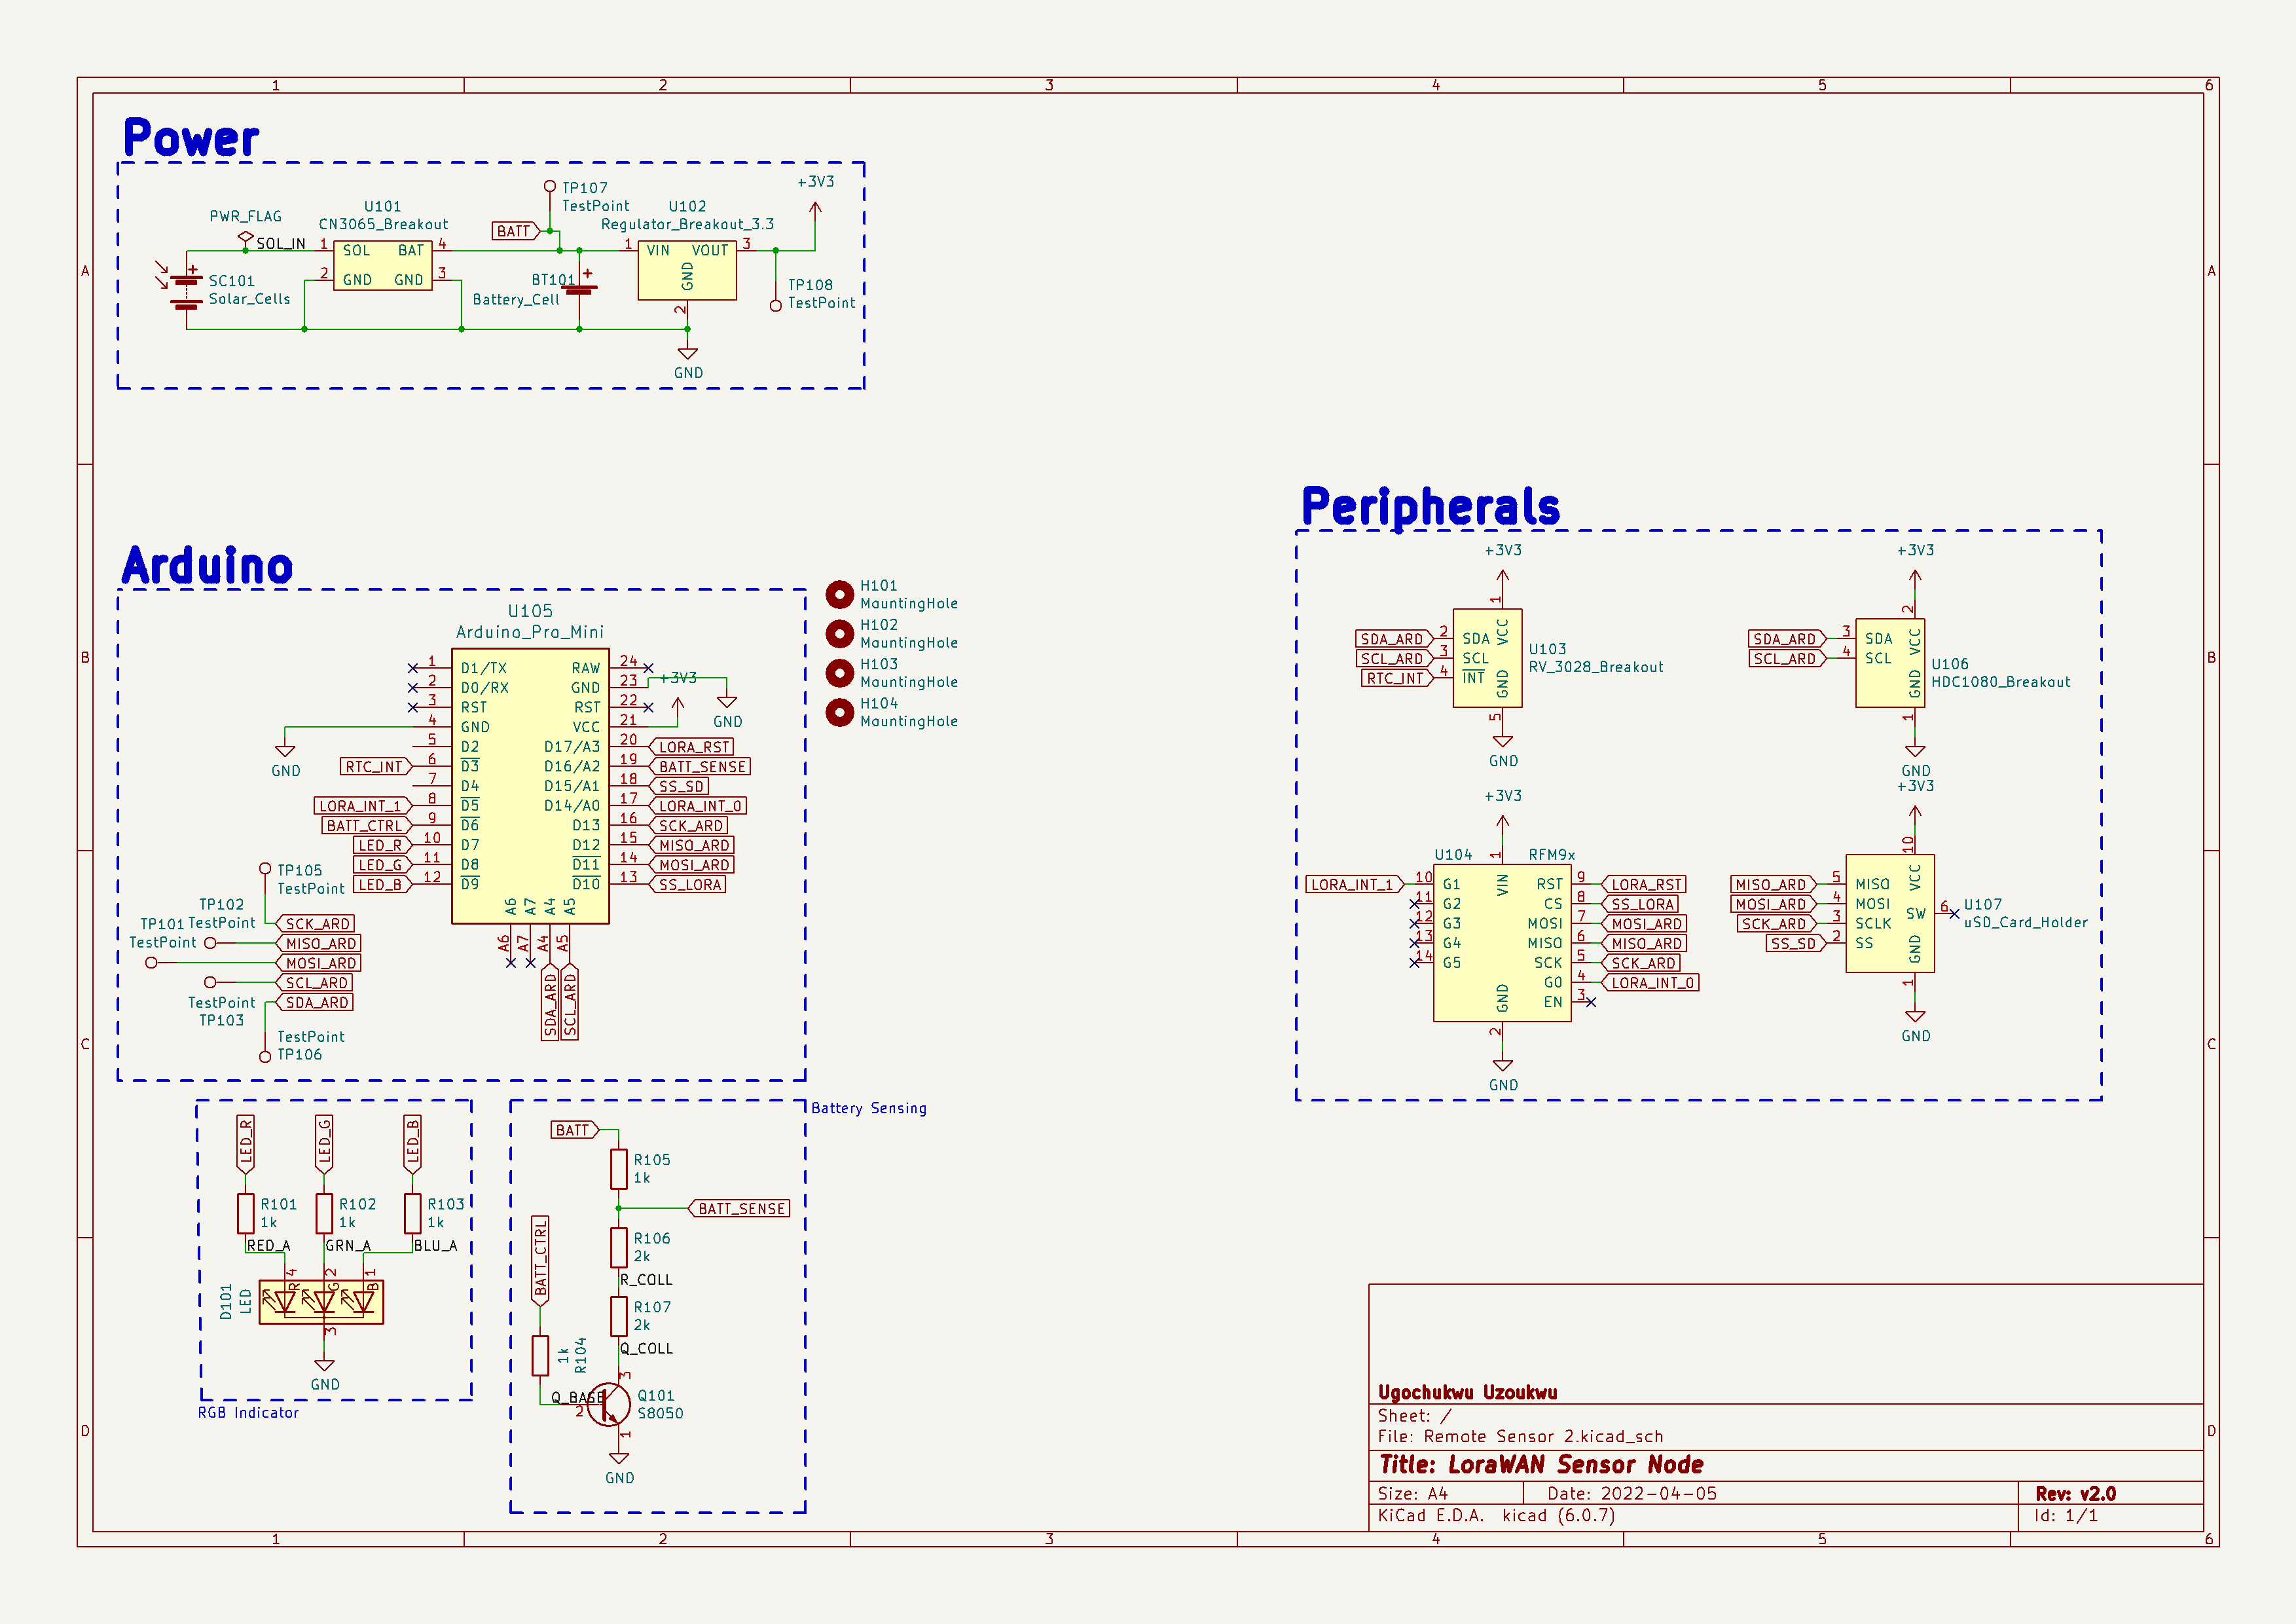 1 2 3 4 5 6
Power
A A
PWR_FLAG
SOL_IN
SC101
Solar_Cells
U101
CN3065_Breakout
1 SOL BAT 4
2 GND GND 3
TP107
TestPoint
BATT
BT101
Battery_Cell
U102
Regulator_Breakout_3.3
1 VIN VOUT 3
GND
2
GND
+3V3
TP108
TestPoint
B B
Arduino
U105
Arduino_Pro_Mini
1 D1/TX RAW 24
2 D0/RX GND 23
3 RST RST 22
4 GND VCC 21
5 D2 D17/A3 20 LORA_RST
RTC_INT 6 D3 D16/A2 19 BATT_SENSE
7 D4 D15/A1 18 SS_SD
LORA_INT_1 8 D5 D14/A0 17 LORA_INT_0
BATT_CTRL 9 D6 D13 16 SCK_ARD
LED_R 10 D7 D12 15 MISO_ARD
LED_G 11 D8 D11 14 MOSI_ARD
LED_B 12 D9 D10 13 SS_LORA
A6 A7 A4 A5
A6 A7 A4 A5
SDA_ARD SCL_ARD
GND
+3V3
GND
H101
MountingHole
H102
MountingHole
H103
MountingHole
H104
MountingHole
TP105
TestPoint
TP102
TP101 TestPoint
TestPoint
SCK_ARD
MISO_ARD
MOSI_ARD
SCL_ARD
SDA_ARD
TestPoint
TP103
TestPoint
TP106
Peripherals
+3V3
1
SDA_ARD 2 SDA VCC
SCL_ARD 3 SCL
RTC_INT 4 INT GND
5
GND
U103
RV_3028_Breakout
+3V3
2
SDA_ARD 3 SDA VCC
SCL_ARD 4 SCL
GND
1
GND
U106
HDC1080_Breakout
+3V3
U104 1 RFM9x
VIN
LORA_INT_1 10 G1 RST 9 LORA_RST
11 G2 CS 8 SS_LORA
12 G3 MOSI 7 MOSI_ARD
13 G4 MISO 6 MISO_ARD
14 G5 SCK 5 SCK_ARD
G0 4 LORA_INT_0
GND EN 3
2
GND
+3V3
10
VCC
MISO_ARD 5 MISO
MOSI_ARD 4 MOSI
SCK_ARD 3 SCLK SW 6
SS_SD 2 SS
GND
1
GND
U107
uSD_Card_Holder
C C
LED_R LED_G LED_B
R101
1k
R102
1k
R103
1k
RED_A GRN_A BLU_A
4 2 1
R G B
D101
LED
3
GND
RGB Indicator
Battery Sensing
BATT
R105
1k
BATT_SENSE
R106
2k
R_COLL
R107
2k
Q_COLL
BATT_CTRL
1k
R104
Q_BASE
2
3
1
Q101
S8050
GND
D D
Ugochukwu Uzoukwu
Sheet: /
File: Remote Sensor 2.kicad_sch
Title: LoraWAN Sensor Node
Size: A4 Date: 2022-04-05 Rev: v2.0
KiCad E.D.A. kicad (6.0.7) Id: 1/1
1 2 3 4 5 6